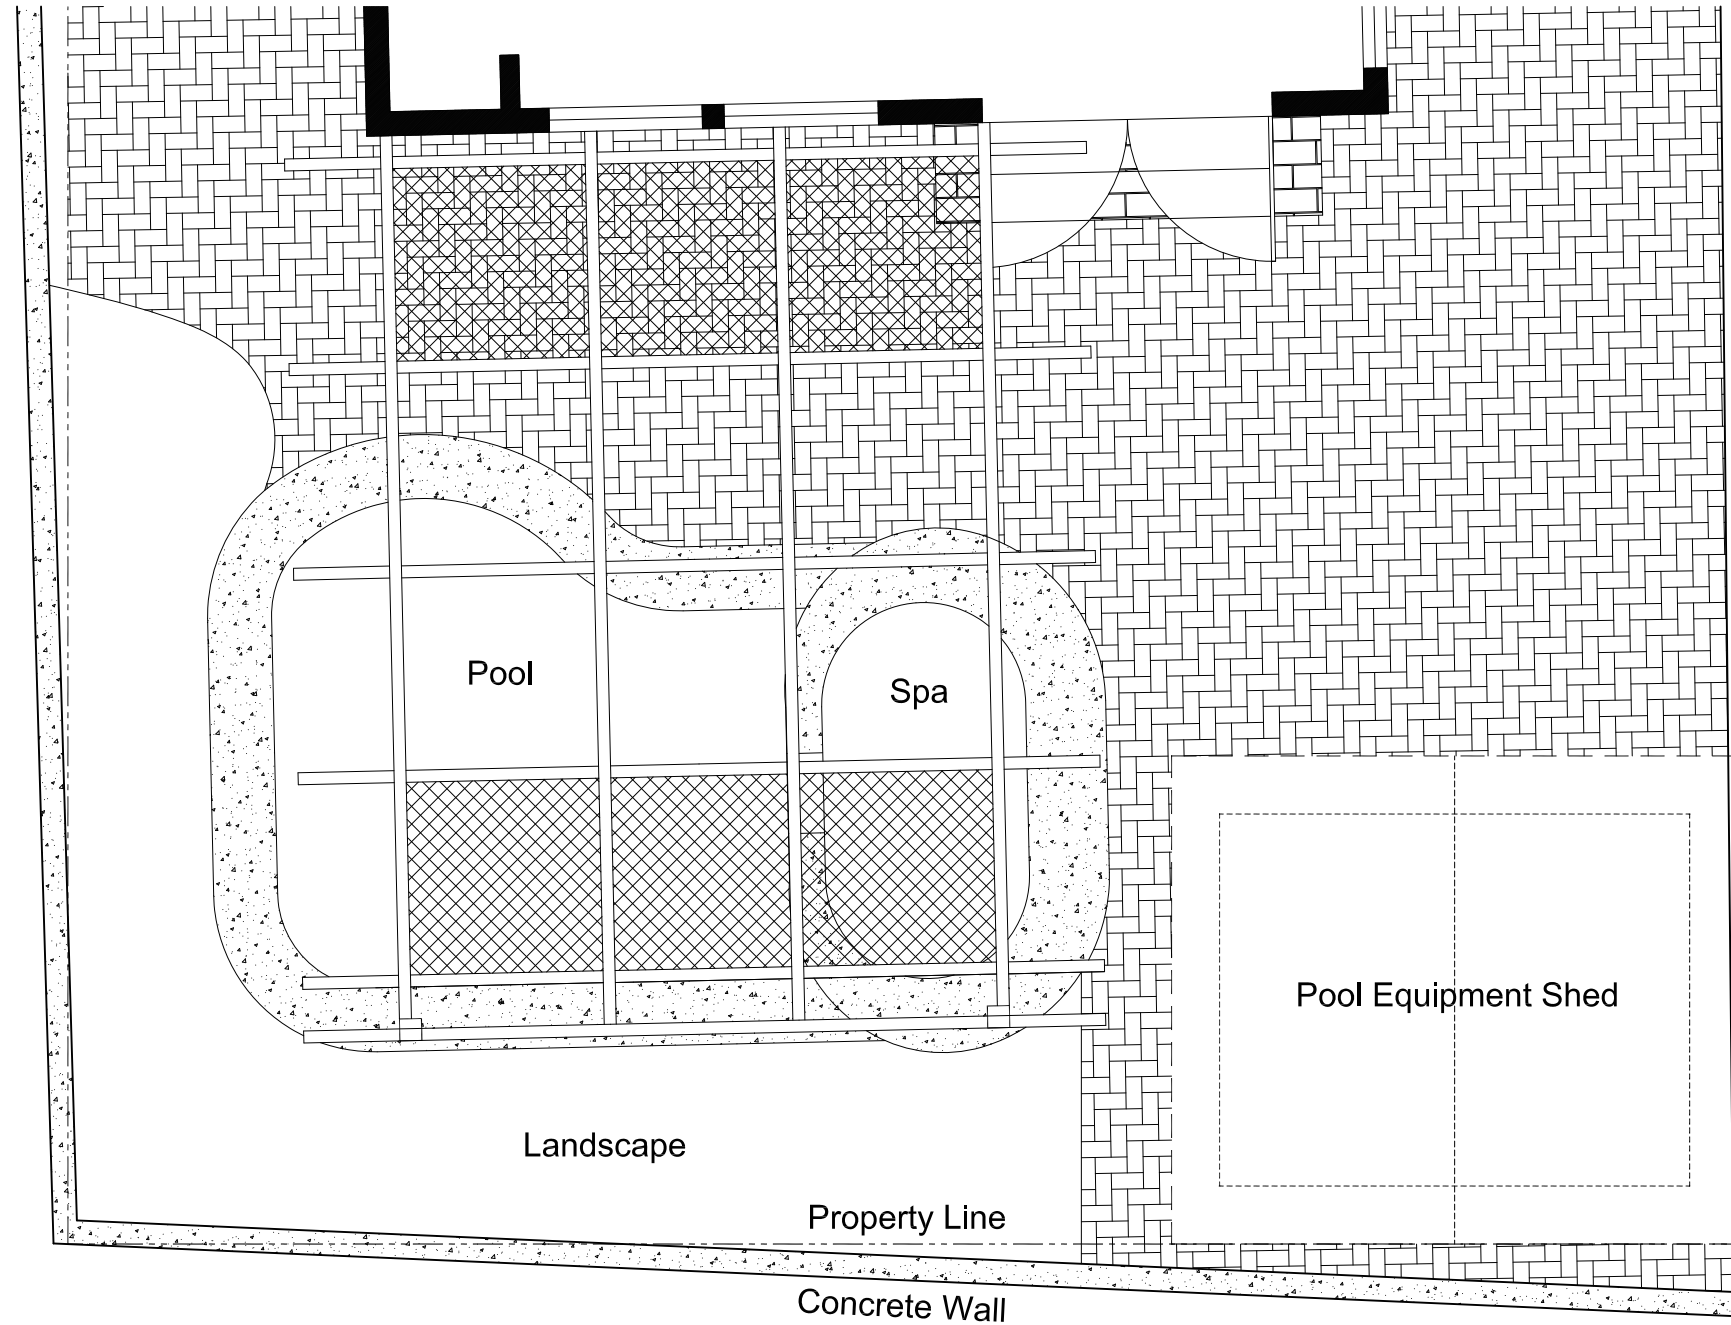 Pool
Spa
Pool Equipment Shed
Landscape
Property Line
Concrete Wall